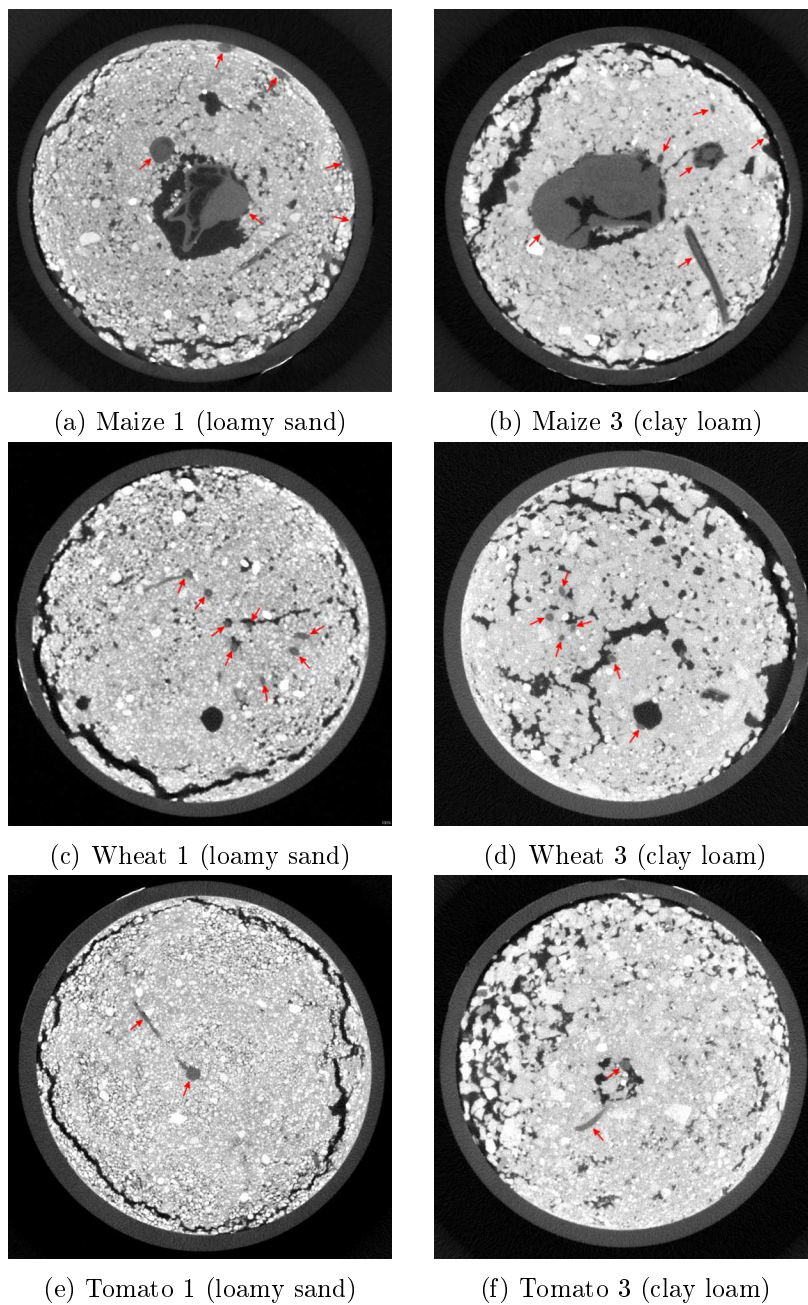 (a) Maize 1 (loamy sand)
(b) Maize 3 (clay loam)
(c) Wheat 1 (loamy sand)
(d) Wheat 3 (clay loam)
(e) Tomato 1 (loamy sand)
(f) Tomato 3 (clay loam)